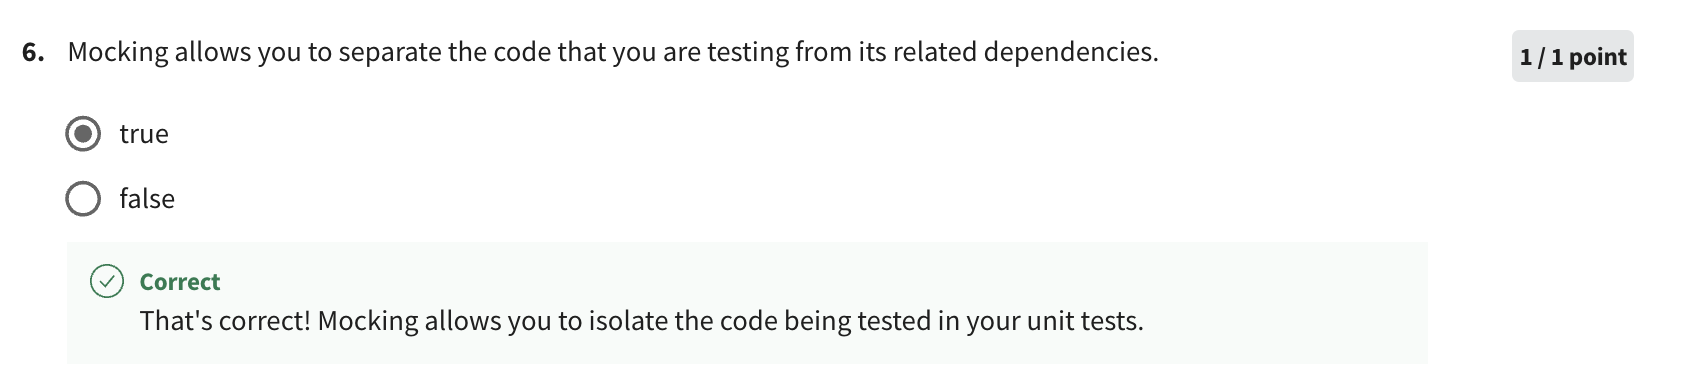 6. Mocking allows you to separate the code that you are testing from its related dependencies.
1 / 1 point
true
false
Correct
That's correct! Mocking allows you to isolate the code being tested in your unit tests.